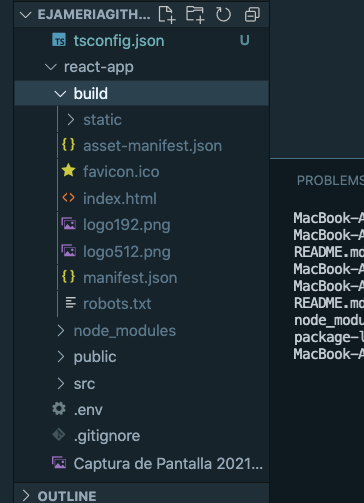 EJAMERIAGITH...
tsconfig.json U
react-app
build
static
asset-manifest.json
favicon.ico
index.html
logo192.png
logo512.png
manifest.json
robots.txt
node_modules
public
src
.env
.gitignore
Captura de Pantalla 2021...
OUTLINE
PROBLEMS
MacBook-A
MacBook-A
README.md
MacBook-A
MacBook-A
README.md
node_modu
package-l
MacBook-A